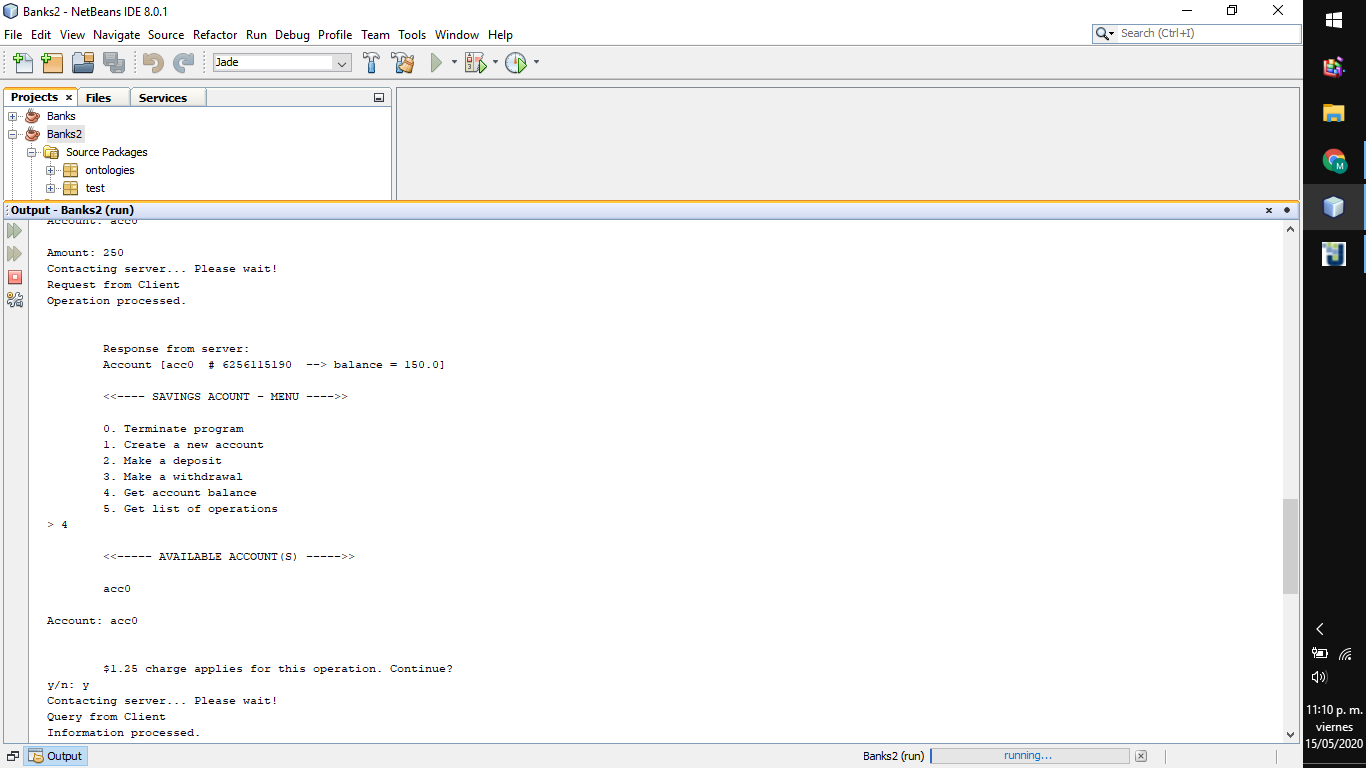 Banks2 - NetBeans IDE 8.0.1
File Edit View Navigate Source Refactor Run Debug Profile Team Tools Window Help
Search (Ctrl+I)
Jade
Projects Files Services
Banks
Banks2
Source Packages
ontologies
test
Output - Banks2 (run)
Account: acc0
Amount: 250
Contacting server... Please wait!
Request from Client
Operation processed.
Response from server:
Account [acc0 # 6256115190 --> balance = 150.0]
<<---- SAVINGS ACOUNT - MENU ---->>
0. Terminate program
1. Create a new account
2. Make a deposit
3. Make a withdrawal
4. Get account balance
5. Get list of operations
> 4
<<----- AVAILABLE ACCOUNT(S) ----->>
acc0
Account: acc0
$1.25 charge applies for this operation. Continue?
y/n: y
Contacting server... Please wait!
Query from Client
Information processed.
Output
Banks2 (run) running...
M
J
11:10 p. m.
viernes
15/05/2020